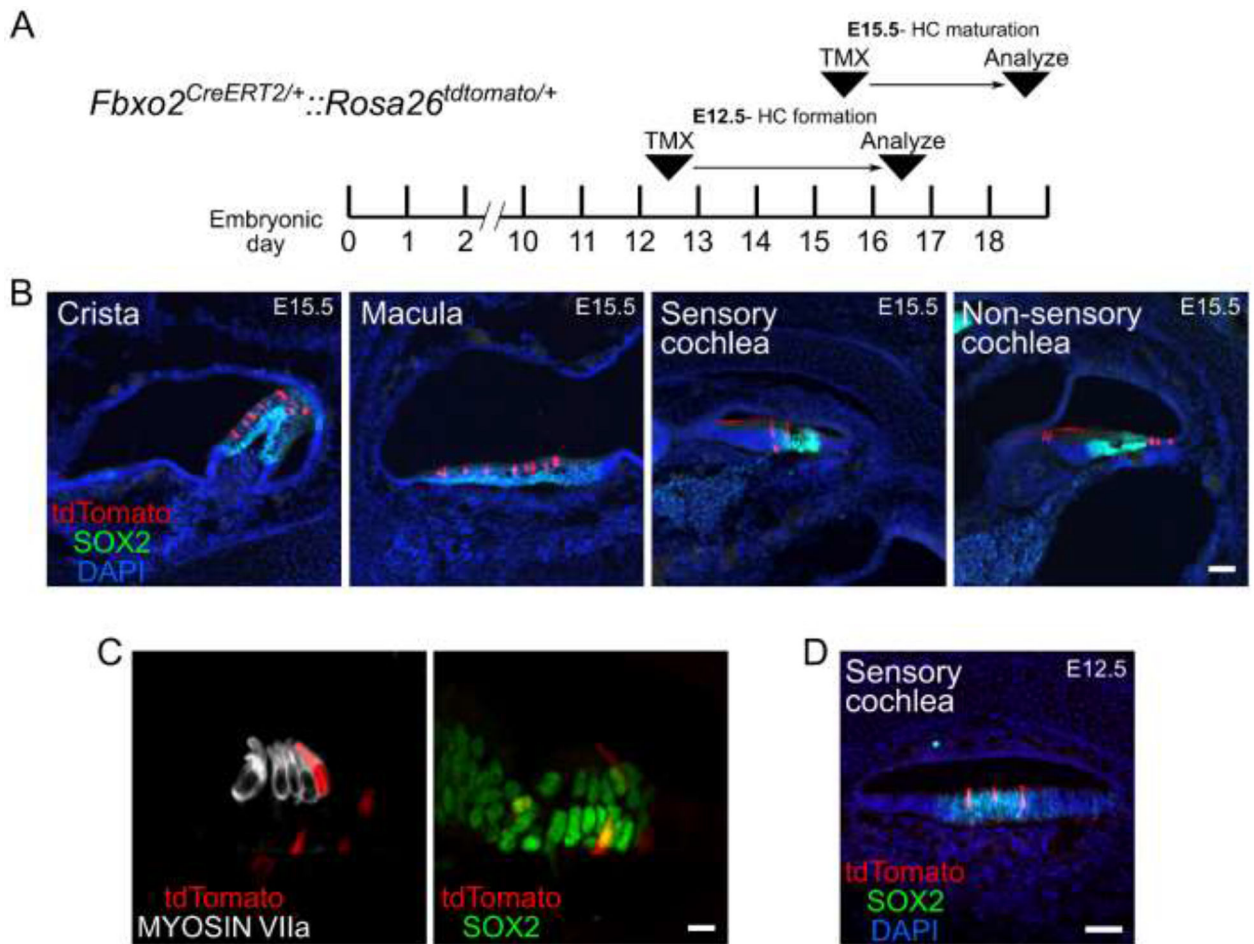 A
E15.5- HC maturation
TMX Analyze
Fbxo2CreERT2/+::Rosa26tdtomato/+
E12.5- HC formation
TMX Analyze
Embryonic
day
0 1 2 10 11 12 13 14 15 16 17 18
B
Crista E15.5
tdTomato
SOX2
DAPI
Macula E15.5
Sensory E15.5
cochlea
Non-sensory E15.5
cochlea
C
tdTomato
MYOSIN VIIa
tdTomato
SOX2
D
Sensory E12.5
cochlea
tdTomato
SOX2
DAPI